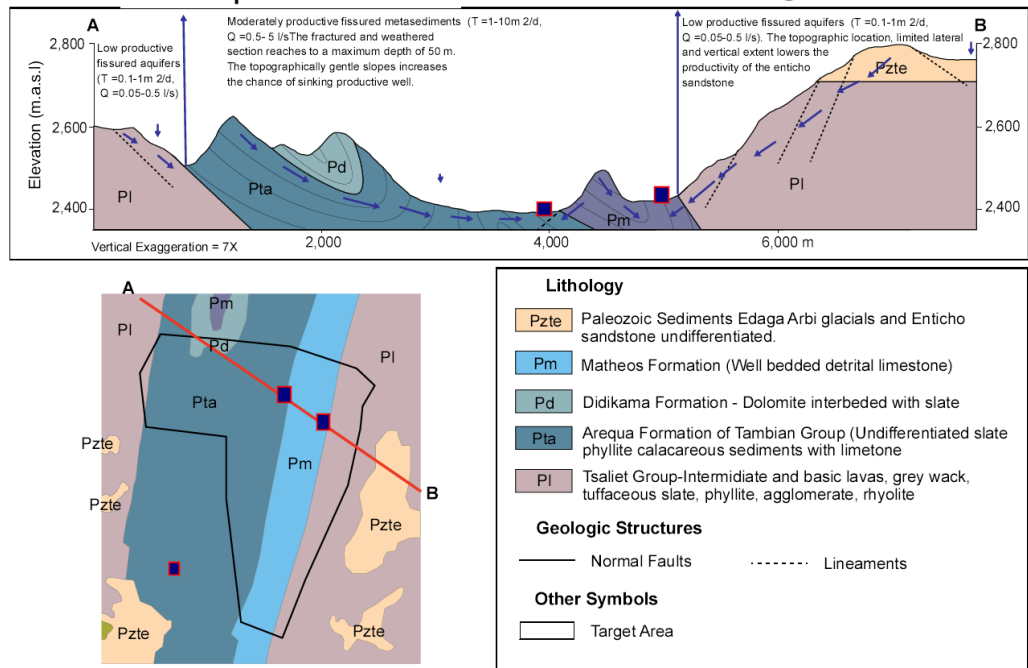 A
B
Low productive
fissured aquifers
(T =0.1-1m 2/d,
Q =0.05-0.5 l/s)
Moderately productive fissured metasediments (T =1-10m 2/d,
Q =0.5- 5 l/sThe fractured and weathered
section reaches to a maximum depth of 50 m.
The topographically gentle slopes increases
the chance of sinking productive well.
Low productive fissured aquifers (T =0.1-1m 2/d,
Q =0.05-0.5 l/s). The topographic location, limited lateral
and vertical extent lowers the
productivity of the enticho
sandstone
Elevation (m.a.s.l)
2,800
2,600
2,400
2,800
2,600
2,400
Pl
Pta
Pd
Pm
Pl
Pzte
Vertical Exaggeration = 7X
2,000
4,000
6,000 m
A
Pm
Pl
Pd
Pl
Pta
Pzte
Pm
B
Pzte
Pzte
Pzte
Pzte
Lithology
Pzte Paleozoic Sediments Edaga Arbi glacials and Enticho
sandstone undifferentiated.
Pm Matheos Formation (Well bedded detrital limestone)
Pd Didikama Formation - Dolomite interbeded with slate
Pta Arequa Formation of Tambian Group (Undifferentiated slate
phyllite calacareous sediments with limetone
Pl Tsaliet Group-Intermidiate and basic lavas, grey wack,
tuffaceous slate, phyllite, agglomerate, rhyolite
Geologic Structures
Normal Faults
Lineaments
Other Symbols
Target Area